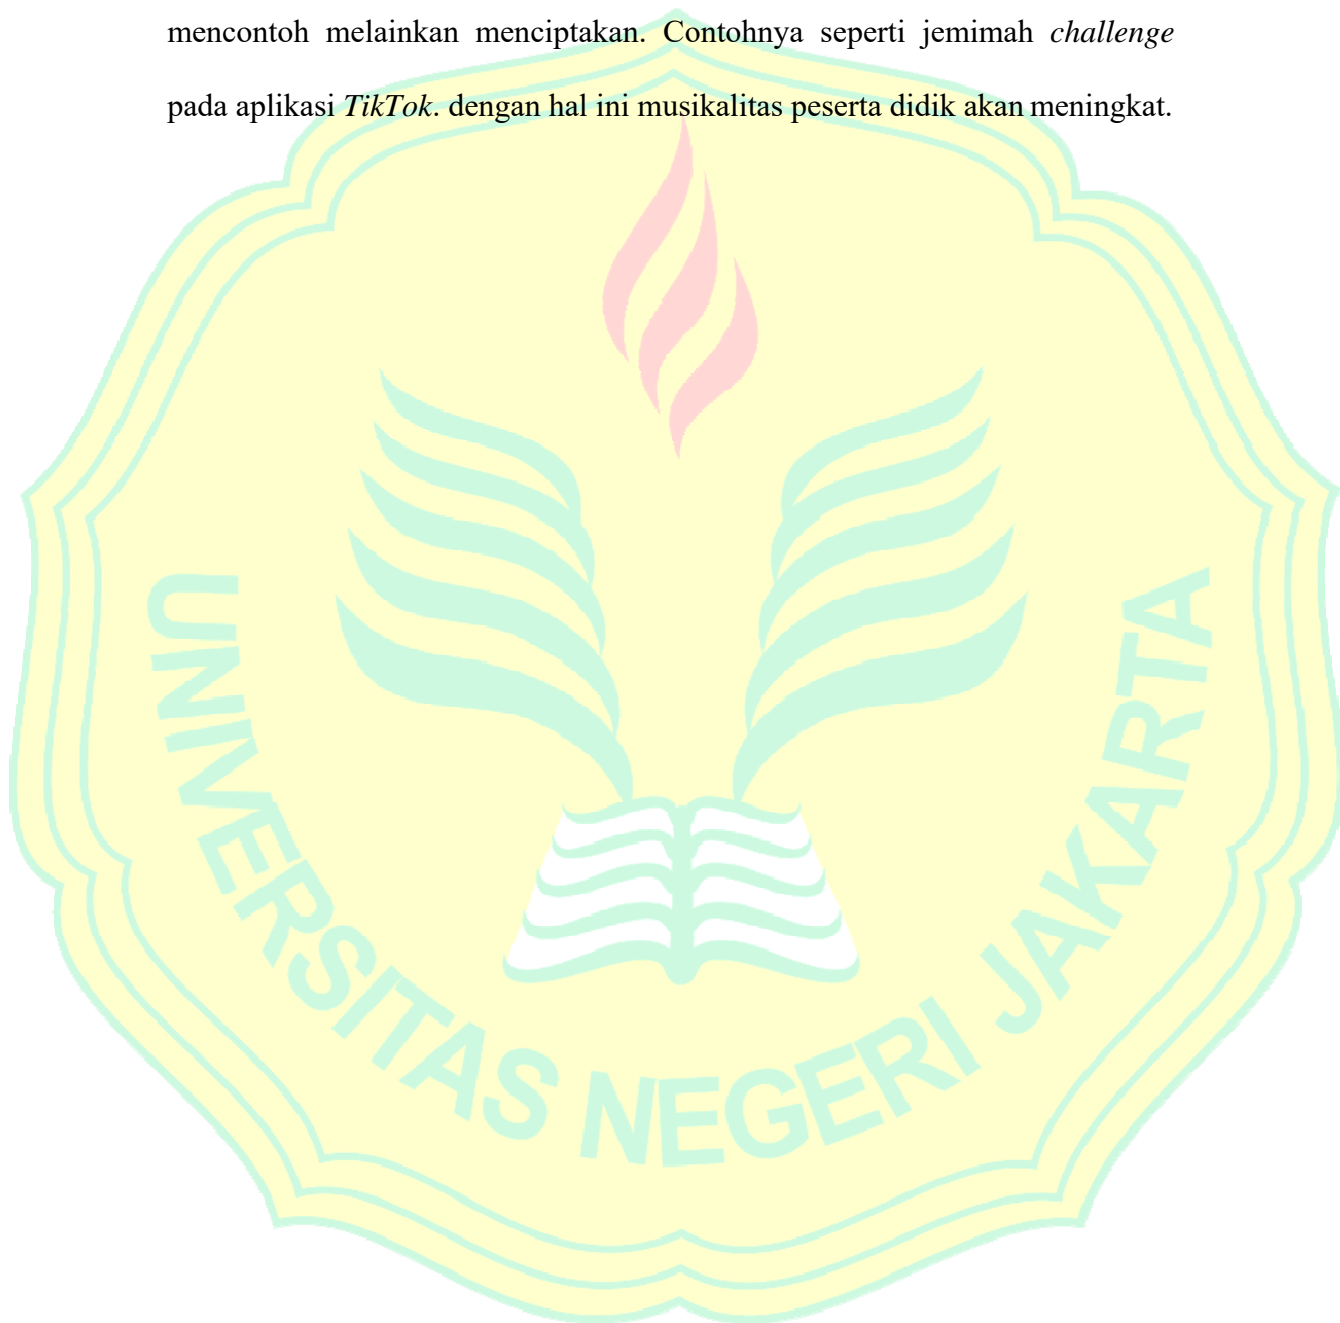 mencontoh melainkan menciptakan. Contohnya seperti jemimah challenge
pada aplikasi TikTok. dengan hal ini musikalitas peserta didik akan meningkat.
UNIVERSITAS NEGERI JAKARTA